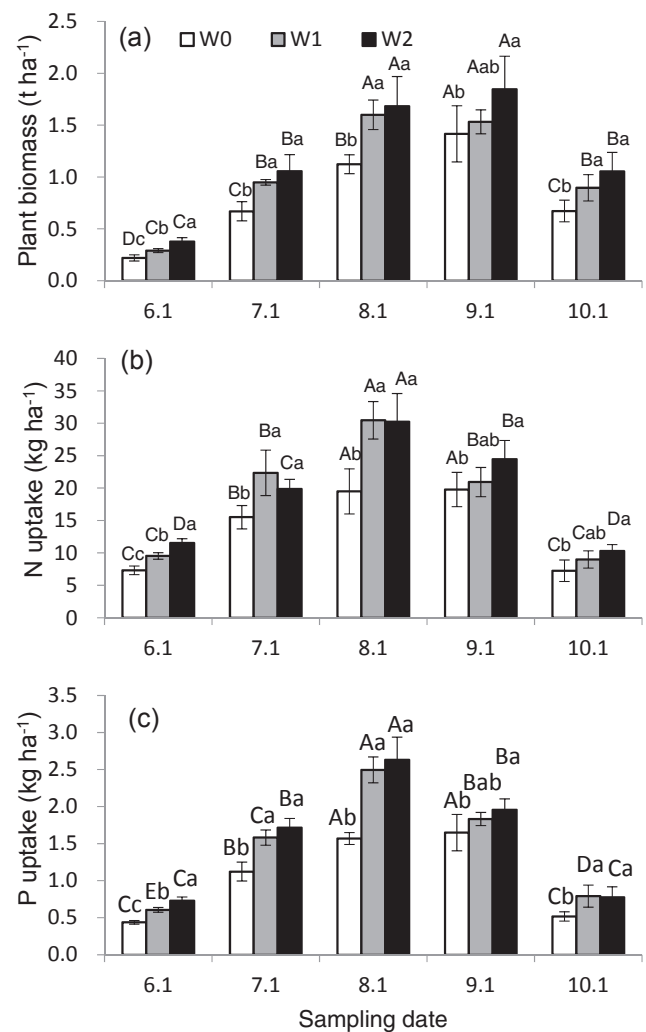 (a) W0 W1 W2
Plant biomass (t ha⁻¹)
2.5
2.0
1.5
1.0
0.5
0.0
Dc Cb Ca
Cb Ba Ba
Bb Aa Aa
Ab Aab Aa
Cb Ba Ba
6.1 7.1 8.1 9.1 10.1
(b)
N uptake (kg ha⁻¹)
40
35
30
25
20
15
10
5
0
Cc Cb Da
Bb Ba Ca
Ab Aa Aa
Ab Bab Ba
Cb Cab Da
6.1 7.1 8.1 9.1 10.1
(c)
P uptake (kg ha⁻¹)
3.5
3.0
2.5
2.0
1.5
1.0
0.5
0.0
Cc Eb Ca
Bb Ca Ba
Ab Aa Aa
Ab Bab Ba
Cb Da Ca
6.1 7.1 8.1 9.1 10.1
Sampling date